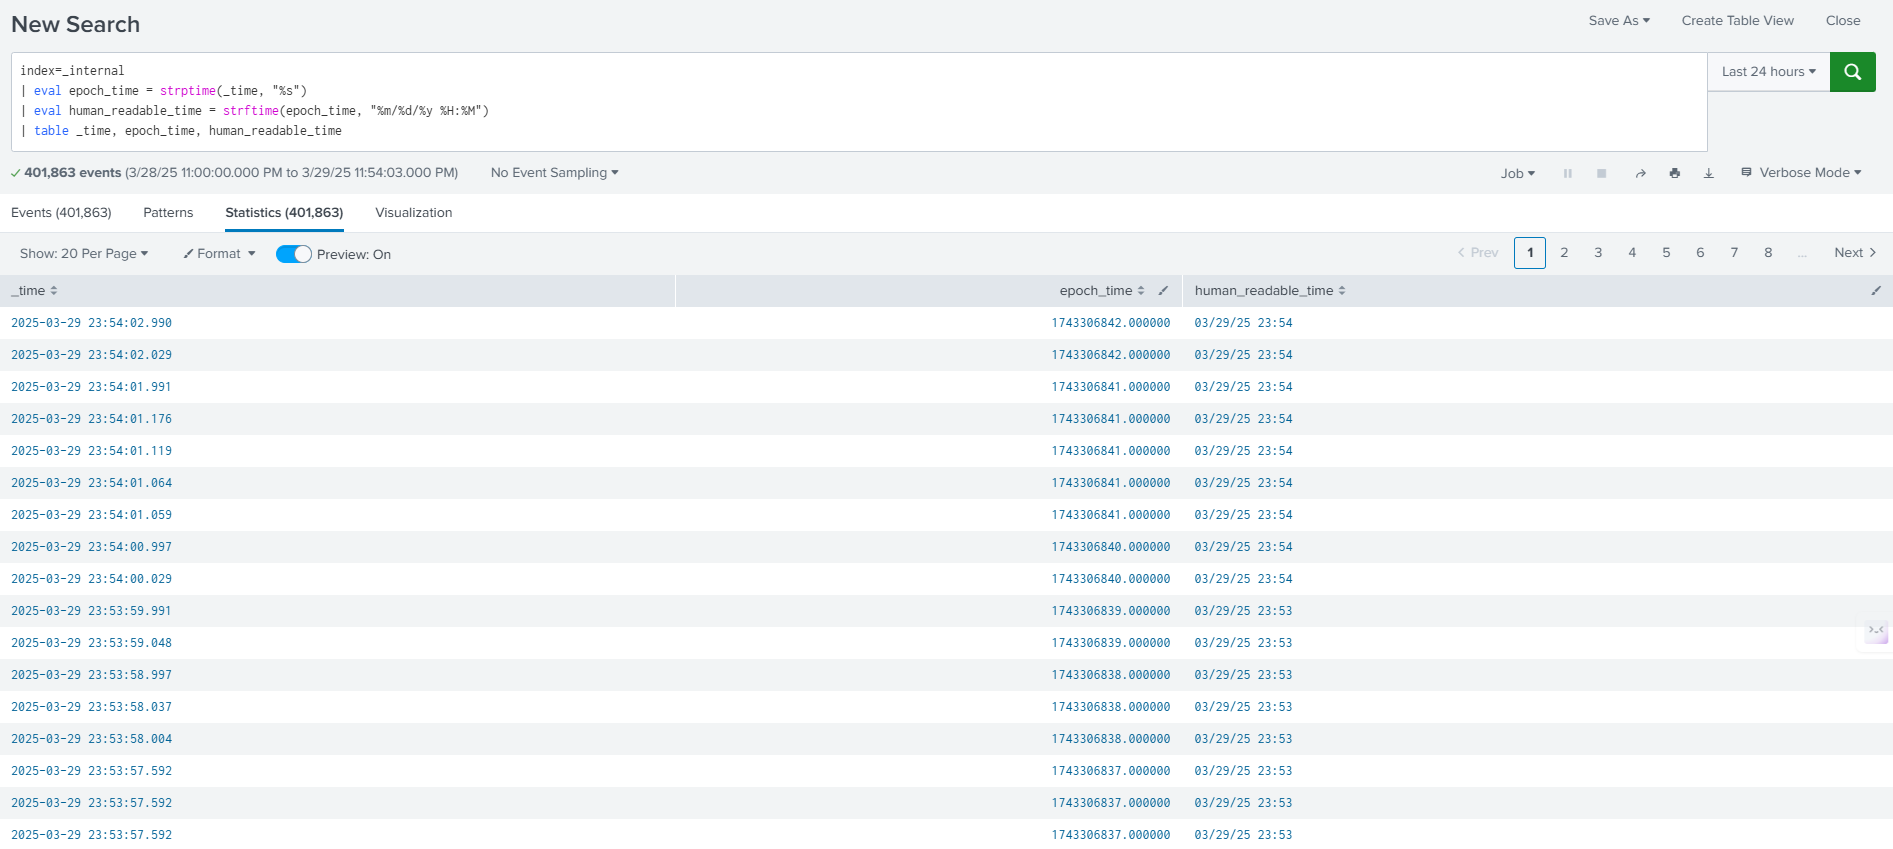 New Search
Save As Create Table View Close
index=_internal
| eval epoch_time = strptime(_time, "%s")
| eval human_readable_time = strftime(epoch_time, "%m/%d/%y %H:%M")
| table _time, epoch_time, human_readable_time
Last 24 hours
401,863 events (3/28/25 11:00:00.000 PM to 3/29/25 11:54:03.000 PM) No Event Sampling
Job Verbose Mode
Events (401,863) Patterns Statistics (401,863) Visualization
Show: 20 Per Page Format Preview: On
< Prev 1 2 3 4 5 6 7 8 ... Next >
_time epoch_time human_readable_time
2025-03-29 23:54:02.990 1743306842.000000 03/29/25 23:54
2025-03-29 23:54:02.029 1743306842.000000 03/29/25 23:54
2025-03-29 23:54:01.991 1743306841.000000 03/29/25 23:54
2025-03-29 23:54:01.176 1743306841.000000 03/29/25 23:54
2025-03-29 23:54:01.119 1743306841.000000 03/29/25 23:54
2025-03-29 23:54:01.064 1743306841.000000 03/29/25 23:54
2025-03-29 23:54:01.059 1743306841.000000 03/29/25 23:54
2025-03-29 23:54:00.997 1743306840.000000 03/29/25 23:54
2025-03-29 23:54:00.029 1743306840.000000 03/29/25 23:54
2025-03-29 23:53:59.991 1743306839.000000 03/29/25 23:53
2025-03-29 23:53:59.048 1743306839.000000 03/29/25 23:53
2025-03-29 23:53:58.997 1743306838.000000 03/29/25 23:53
2025-03-29 23:53:58.037 1743306838.000000 03/29/25 23:53
2025-03-29 23:53:58.004 1743306838.000000 03/29/25 23:53
2025-03-29 23:53:57.592 1743306837.000000 03/29/25 23:53
2025-03-29 23:53:57.592 1743306837.000000 03/29/25 23:53
2025-03-29 23:53:57.592 1743306837.000000 03/29/25 23:53